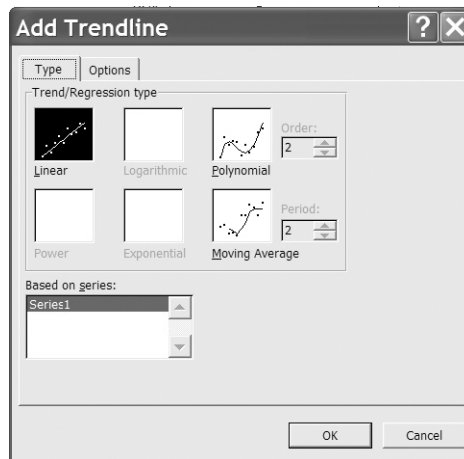 Add Trendline
Type Options
Trend/Regression type
Linear Logarithmic Polynomial
Order:
2
Power Exponential Moving Average
Period:
2
Based on series:
Series1
OK Cancel